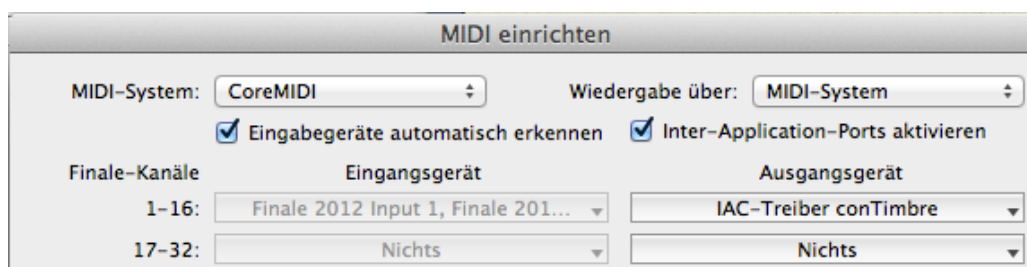 MIDI einrichten
MIDI-System: CoreMIDI Wiedergabe über: MIDI-System
Eingabegeräte automatisch erkennen Inter-Application-Ports aktivieren
Finale-Kanäle Eingangsgerät Ausgangsgerät
1-16: Finale 2012 Input 1, Finale 201... IAC-Treiber conTimbre
17-32: Nichts Nichts